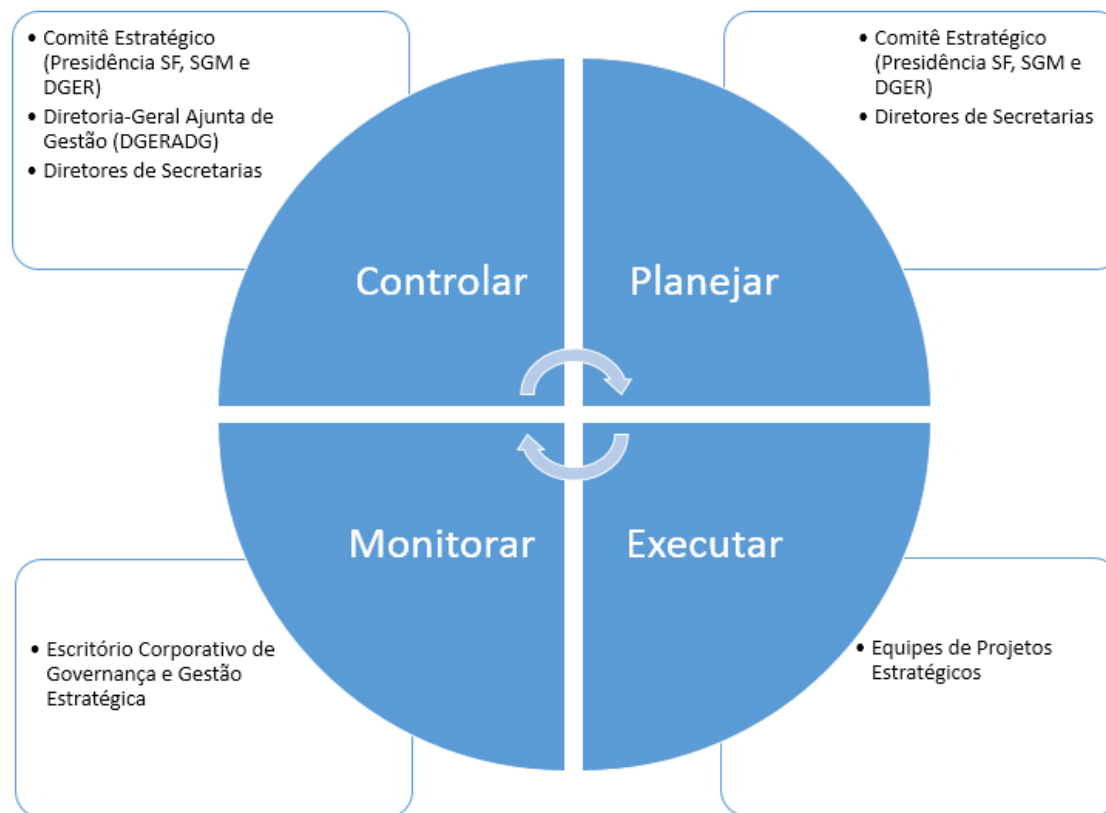 • Comitê Estratégico
(Presidência SF, SGM e
DGER)
• Diretoria-Geral Ajunta de
Gestão (DGERADG)
• Diretores de Secretarias
• Comitê Estratégico
(Presidência SF, SGM e
DGER)
• Diretores de Secretarias
Controlar
Planejar
Monitorar
Executar
• Escritório Corporativo de
Governança e Gestão
Estratégica
• Equipes de Projetos
Estratégicos